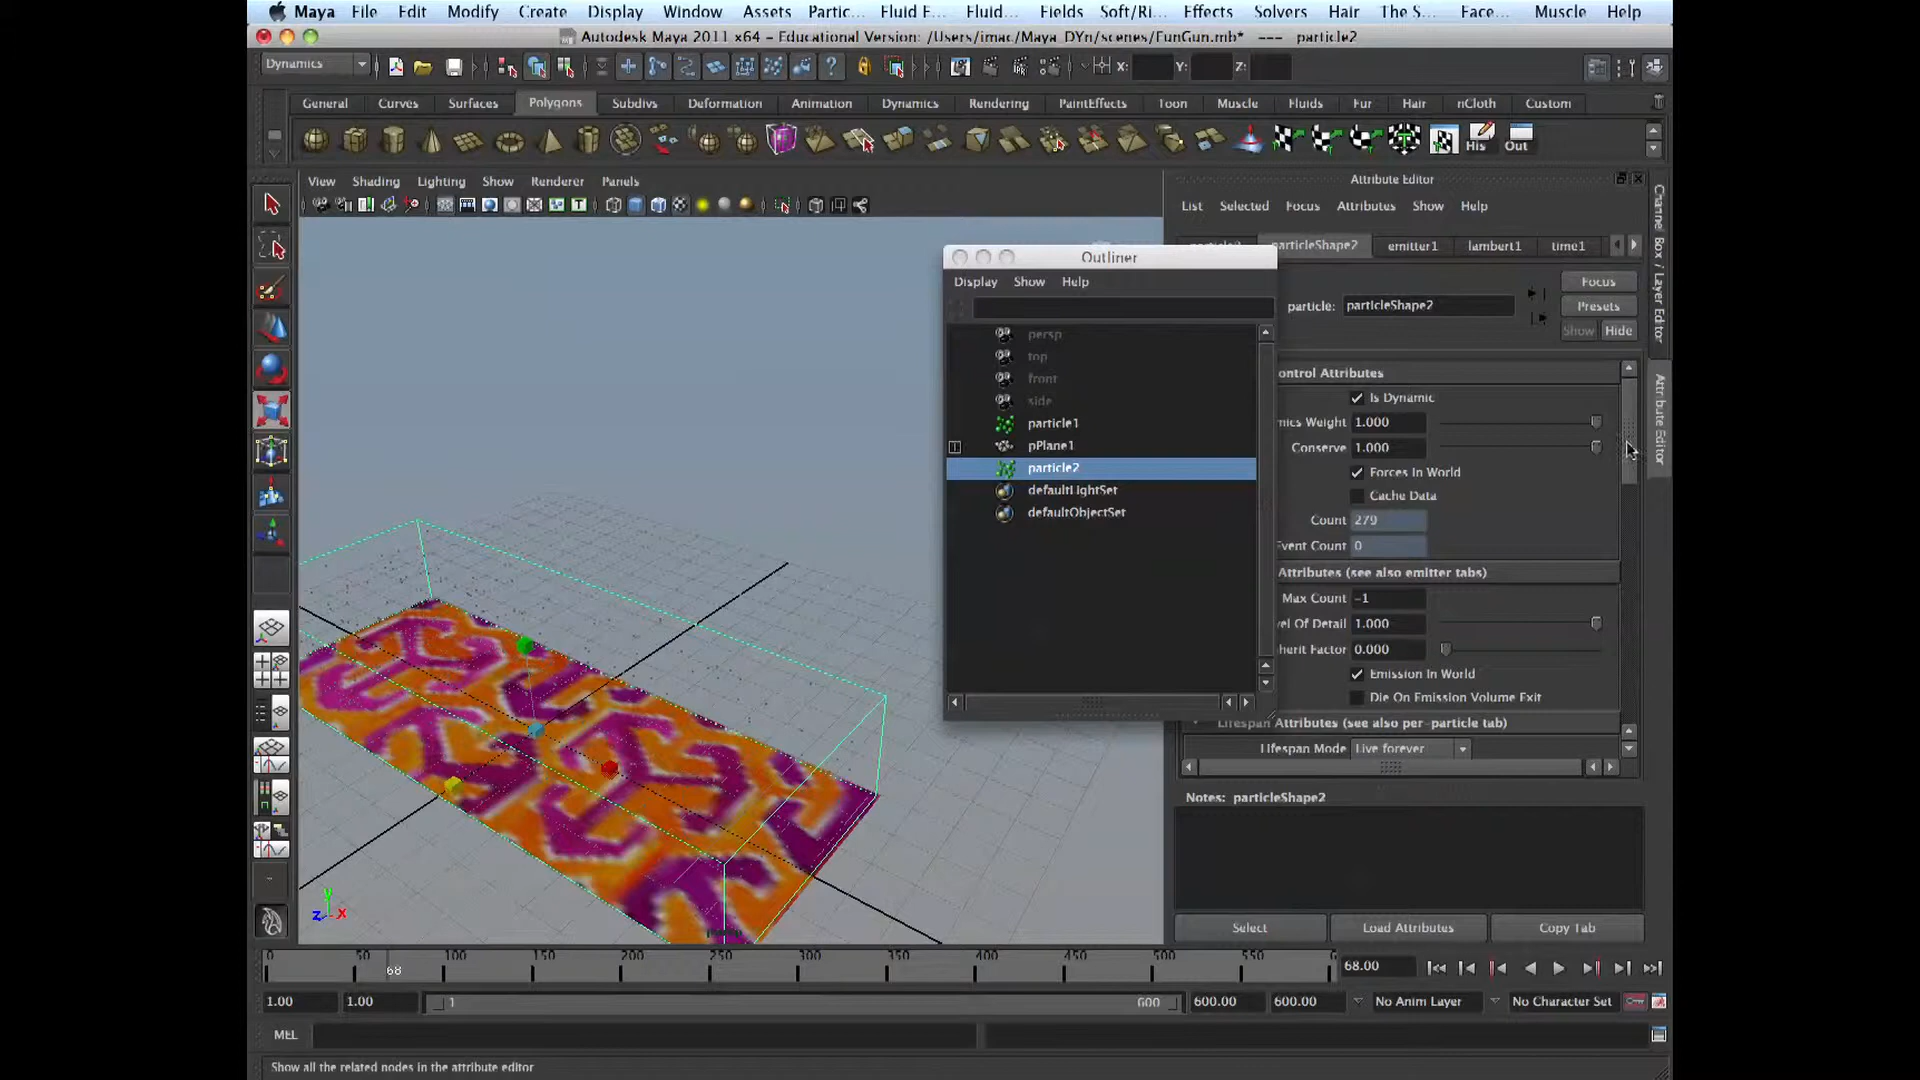 Maya File Edit Modify Create Display Window Assets Partic... Fluid E... Fluid... Fields Soft/Ri... Effects Solvers Hair The S... Face... Muscle Help
Autodesk Maya 2011 x64 - Educational Version: /Users/imac/Maya_DYn/scenes/FunGun.mb* --- particle2
Dynamics
X: Y: Z:
General Curves Surfaces Polygons Subdivs Deformation Animation Dynamics Rendering PaintEffects Toon Muscle Fluids Fur Hair nCloth Custom
His Out
View Shading Lighting Show Renderer Panels
Attribute Editor
List Selected Focus Attributes Show Help
particleShape2 emitter1 lambert1 time1
Outliner
Display Show Help
persp
top
front
side
particle1
pPlane1
particle2
defaultLightSet
defaultObjectSet
Focus
particle: particleShape2 Presets
Show Hide
ontrol Attributes
Is Dynamic
mics Weight 1.000
Conserve 1.000
Forces In World
Cache Data
Count 279
Event Count 0
Attributes (see also emitter tabs)
Max Count -1
vel Of Detail 1.000
herit Factor 0.000
Emission In World
Die On Emission Volume Exit
Lifespan Attributes (see also per-particle tab)
Lifespan Mode Live forever
Notes: particleShape2
Select Load Attributes Copy Tab
Channel Box / Layer Editor
Attribute Editor
y
z x
0 50 68 100 150 200 250 300 350 400 450 500 550 6 68.00
1.00 1.00 1 600 600.00 600.00 No Anim Layer No Character Set
MEL
Show all the related nodes in the attribute editor